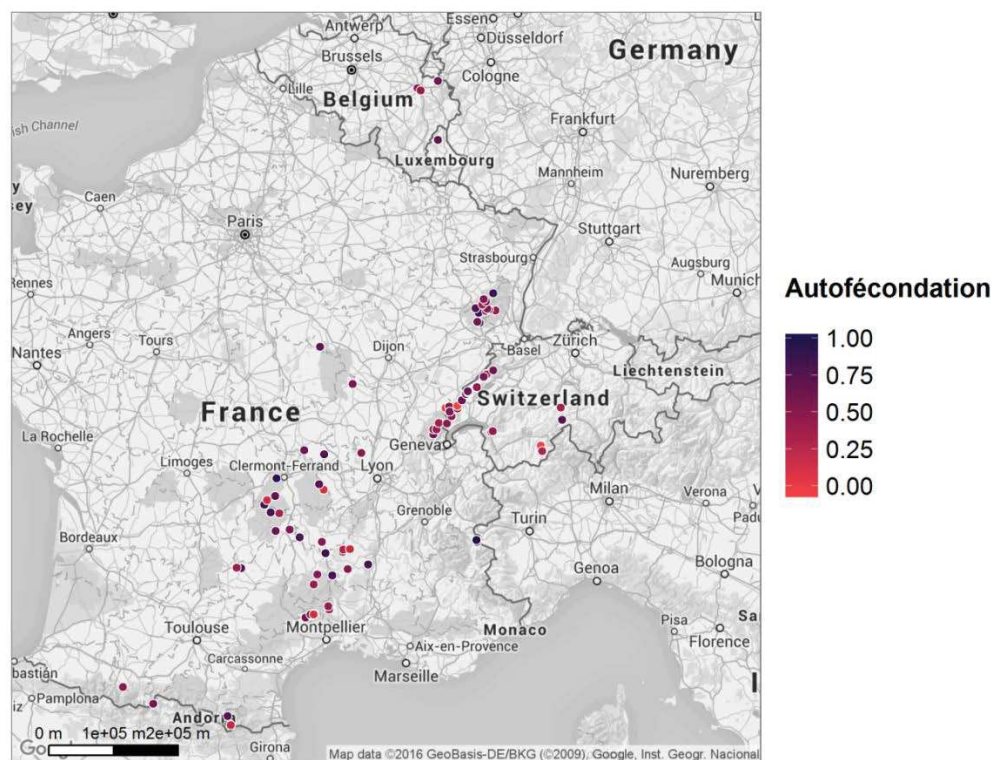 Antwerp
Essen
Düsseldorf
Brussels
Germany
Cologne
Lille
Belgium
ish Channel
Frankfurt
Luxembourg
Mannheim
Nuremberg
Caen
sey
Paris
Stuttgart
Strasbourg
Augsburg
Munich
Rennes
Autofécondation
Angers
Tours
Dijon
Basel
Zürich
Nantes
Liechtenstein
1.00
0.75
France
Switzerland
0.50
La Rochelle
Geneva
0.25
Limoges
Clermont-Ferrand
Lyon
0.00
Milan
Verona
Padu
Grenoble
Turin
Bordeaux
Bologna
Genoa
Toulouse
Montpellier
Monaco
Pisa
Florence
Aix-en-Provence
Carcassonne
Marseille
bastián
Pamplona
Andorra
0 m 1e+05 m2e+05 m
Girona
Map data ©2016 GeoBasis-DE/BKG (©2009), Google, Inst. Geogr. Nacional